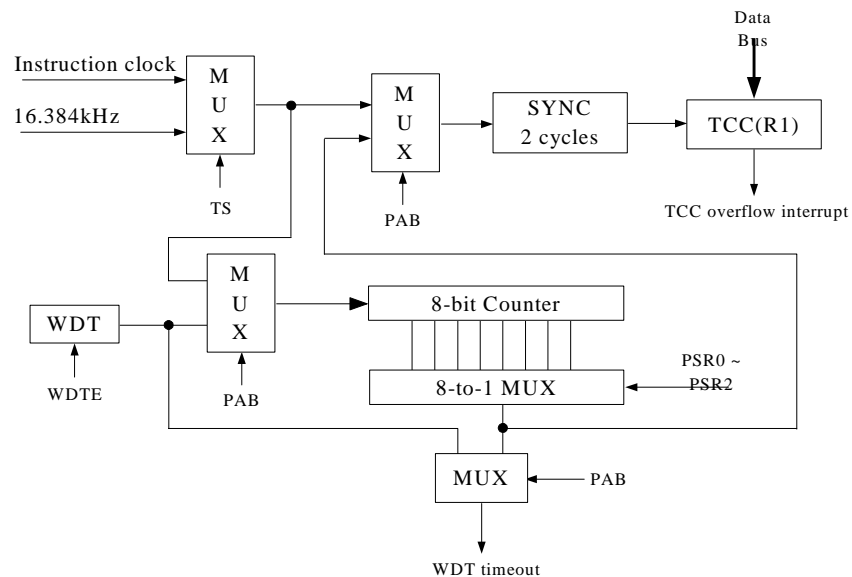 Data
Bus
Instruction clock
16.384kHz
M
U
X
TS
M
U
X
PAB
SYNC
2 cycles
TCC(R1)
TCC overflow interrupt
WDT
WDTE
M
U
X
PAB
8-bit Counter
8-to-1 MUX
PSR0 ~
PSR2
MUX
PAB
WDT timeout